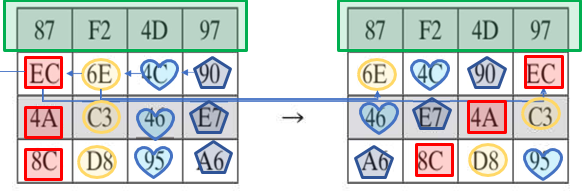 87 F2 4D 97 87 F2 4D 97
EC 6E 4C 90 6E 4C 90 EC
4A C3 46 E7 → 46 E7 4A C3
8C D8 95 A6 A6 8C D8 95